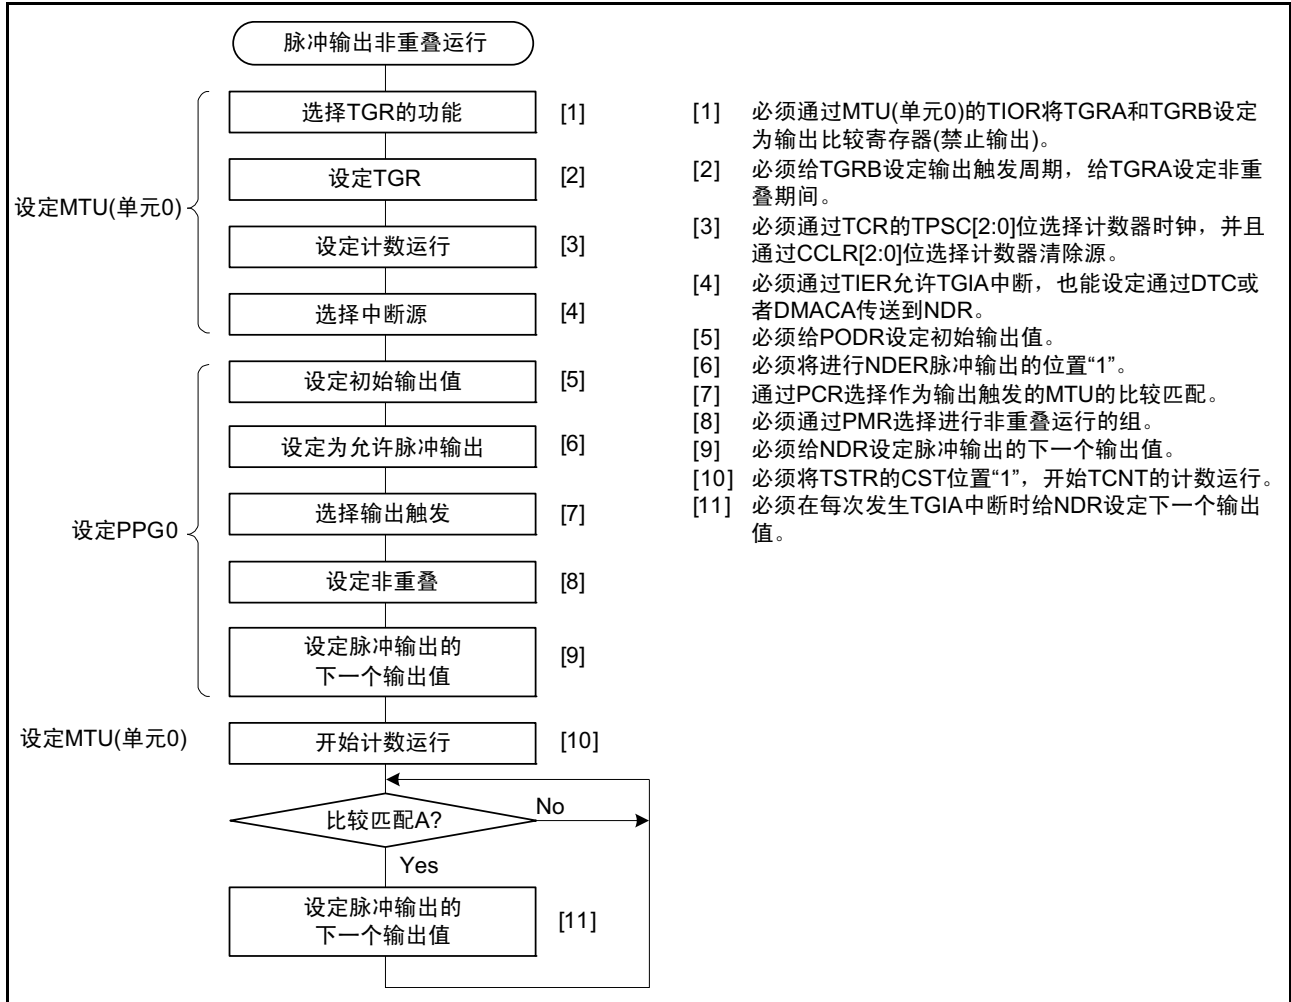 脉冲输出非重叠运行
设定MTU(单元0)
选择TGR的功能
[1]
设定TGR
[2]
设定计数运行
[3]
选择中断源
[4]
设定PPG0
设定初始输出值
[5]
设定为允许脉冲输出
[6]
选择输出触发
[7]
设定非重叠
[8]
设定脉冲输出的
下一个输出值
[9]
设定MTU(单元0)
开始计数运行
[10]
比较匹配A?
No
Yes
设定脉冲输出的
下一个输出值
[11]
[1] 必须通过MTU(单元0)的TIOR将TGRA和TGRB设定
为输出比较寄存器(禁止输出)。
[2] 必须给TGRB设定输出触发周期，给TGRA设定非重
叠期间。
[3] 必须通过TCR的TPSC[2:0]位选择计数器时钟，并且
通过CCLR[2:0]位选择计数器清除源。
[4] 必须通过TIER允许TGIA中断，也能设定通过DTC或
者DMACA传送到NDR。
[5] 必须给PODR设定初始输出值。
[6] 必须将进行NDER脉冲输出的位置“1”。
[7] 通过PCR选择作为输出触发的MTU的比较匹配。
[8] 必须通过PMR选择进行非重叠运行的组。
[9] 必须给NDR设定脉冲输出的下一个输出值。
[10] 必须将TSTR的CST位置“1”，开始TCNT的计数运行。
[11] 必须在每次发生TGIA中断时给NDR设定下一个输出
值。